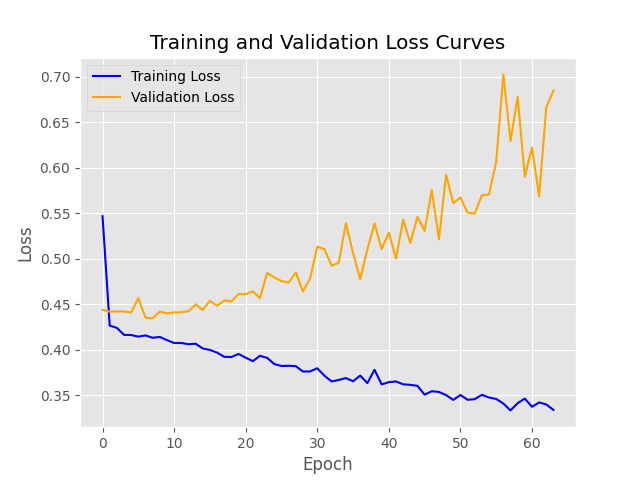 Training and Validation Loss Curves
Training Loss
Validation Loss
0.70
0.65
0.60
0.55
0.50
0.45
0.40
0.35
Loss
0 10 20 30 40 50 60
Epoch